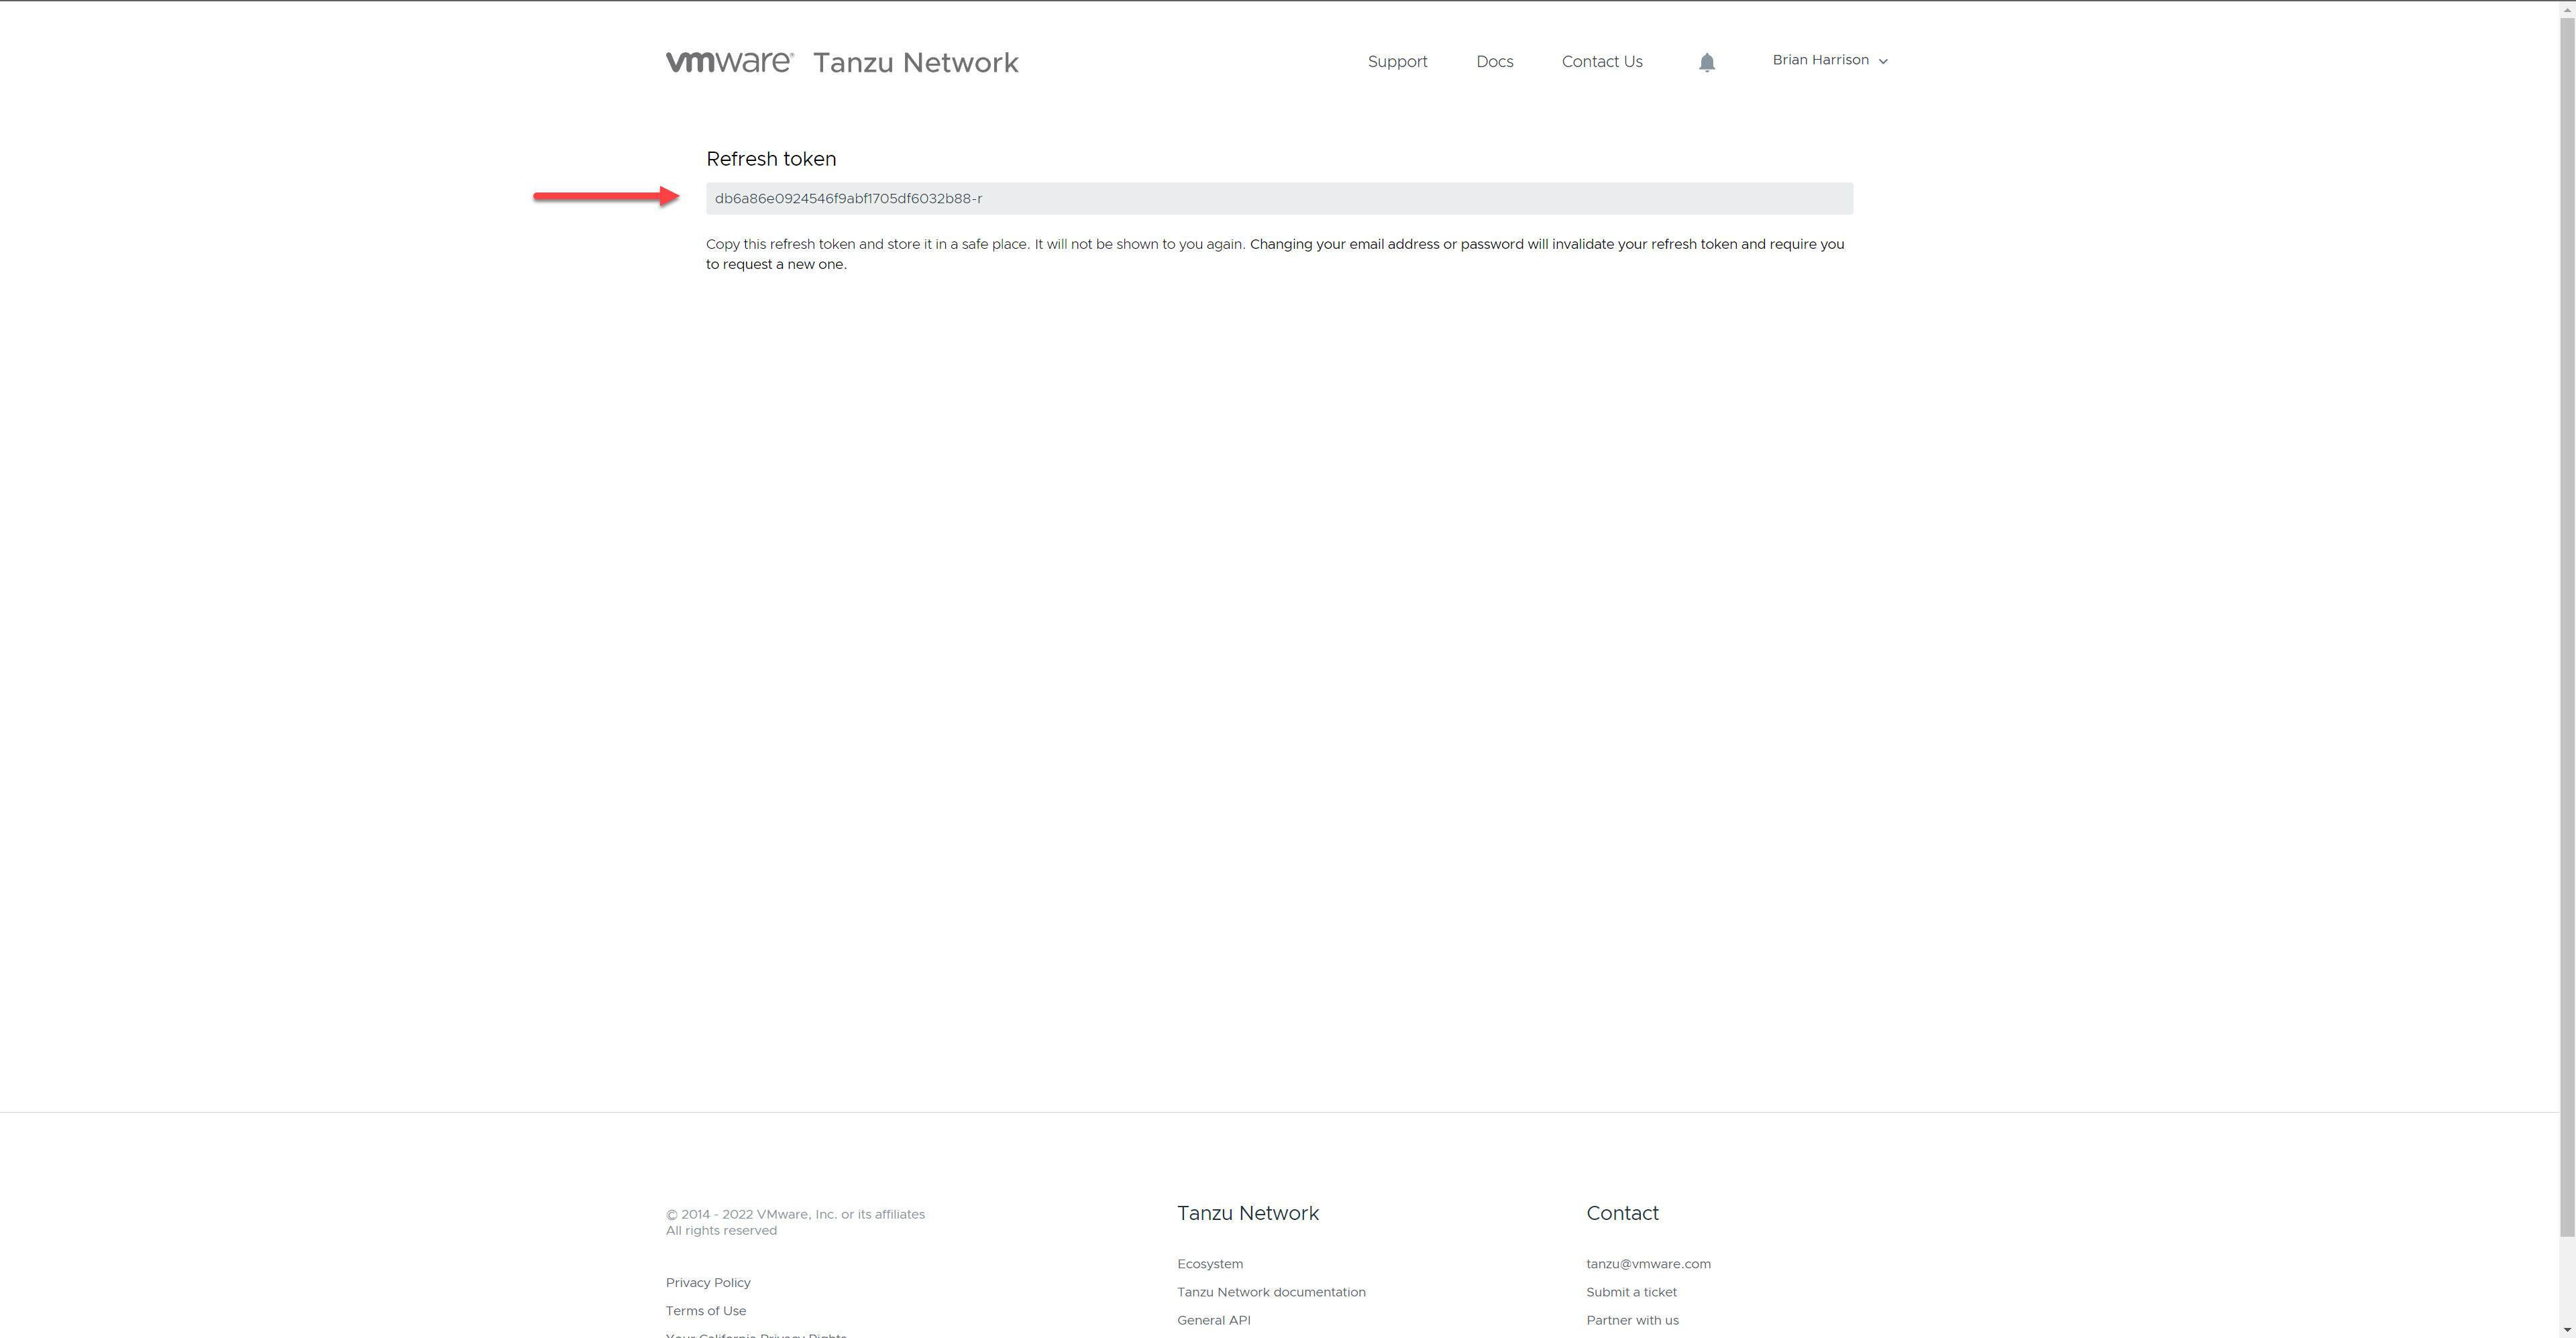 vmware® Tanzu Network
Support
Docs
Contact Us
Brian Harrison
Refresh token
db6a86e0924546f9abf1705df6032b88-r
Copy this refresh token and store it in a safe place. It will not be shown to you again. Changing your email address or password will invalidate your refresh token and require you
to request a new one.
© 2014 - 2022 VMware, Inc. or its affiliates
All rights reserved
Privacy Policy
Terms of Use
Your California Privacy Rights
Tanzu Network
Ecosystem
Tanzu Network documentation
General API
Contact
tanzu@vmware.com
Submit a ticket
Partner with us